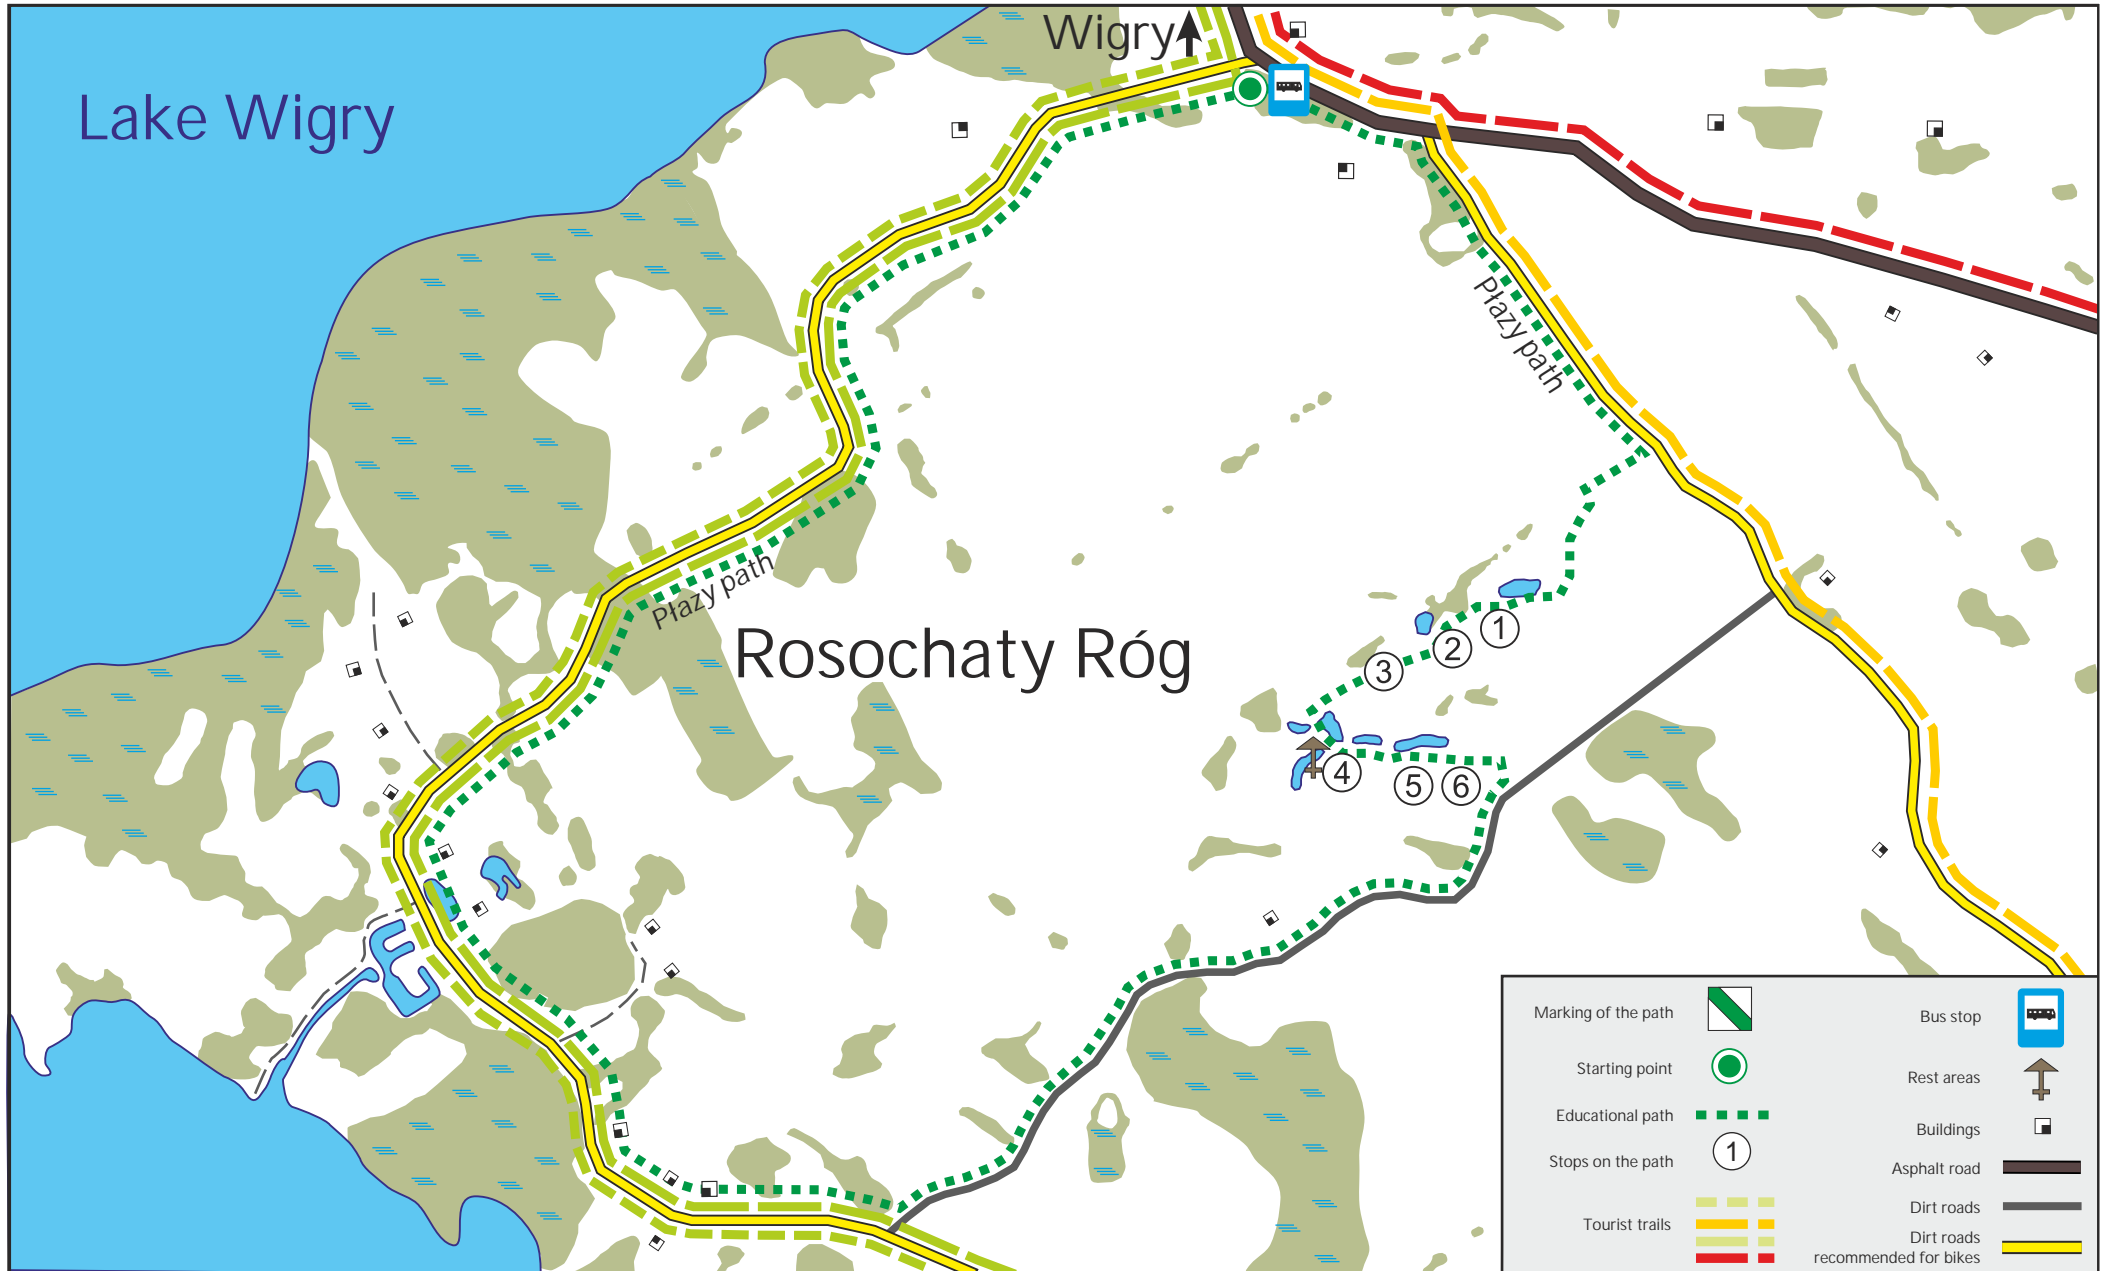 Wigry
Lake Wigry
Płazy path
Płazy path
Rosochaty Róg
1
2
3
4
5
6
Marking of the path
Starting point
Educational path
Stops on the path
1
Tourist trails
Bus stop
Rest areas
Buildings
Asphalt road
Dirt roads
Dirt roads
recommended for bikes